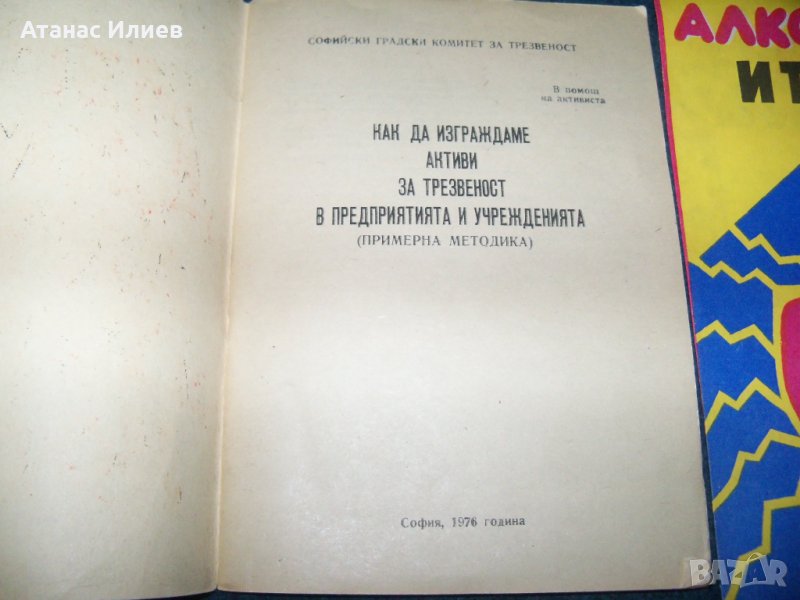 Атанас Илиев
СОФИЙСКИ ГРАДСКИ КОМИТЕТ ЗА ТРЕЗВЕНОСТ
В помощ
на активиста
КАК ДА ИЗГРАЖДАМЕ
АКТИВИ
ЗА ТРЕЗВЕНОСТ
В ПРЕДПРИЯТИЯТА И УЧРЕЖДЕНИЯТА
(ПРИМЕРНА МЕТОДИКА)
София, 1976 година
АЛКО
ИТ
BAZAR